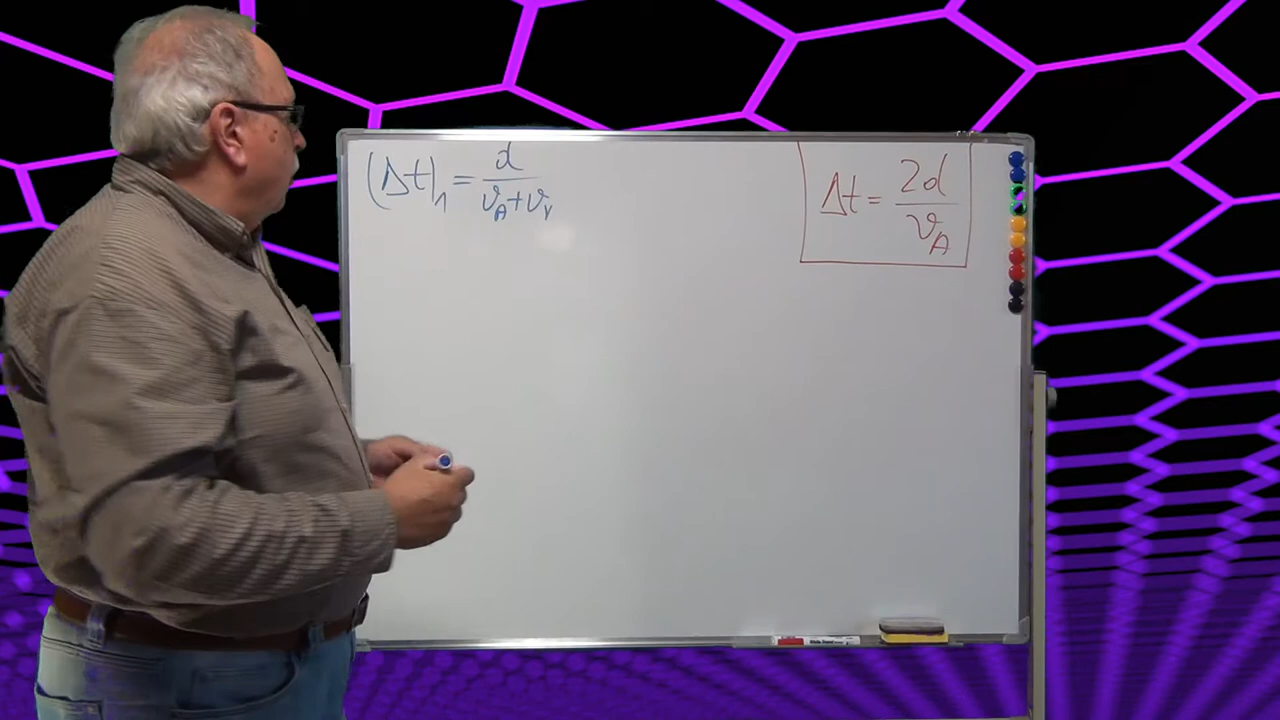 (Δt)₁ = d / (v_A + v_V)
Δt = 2d / v_A